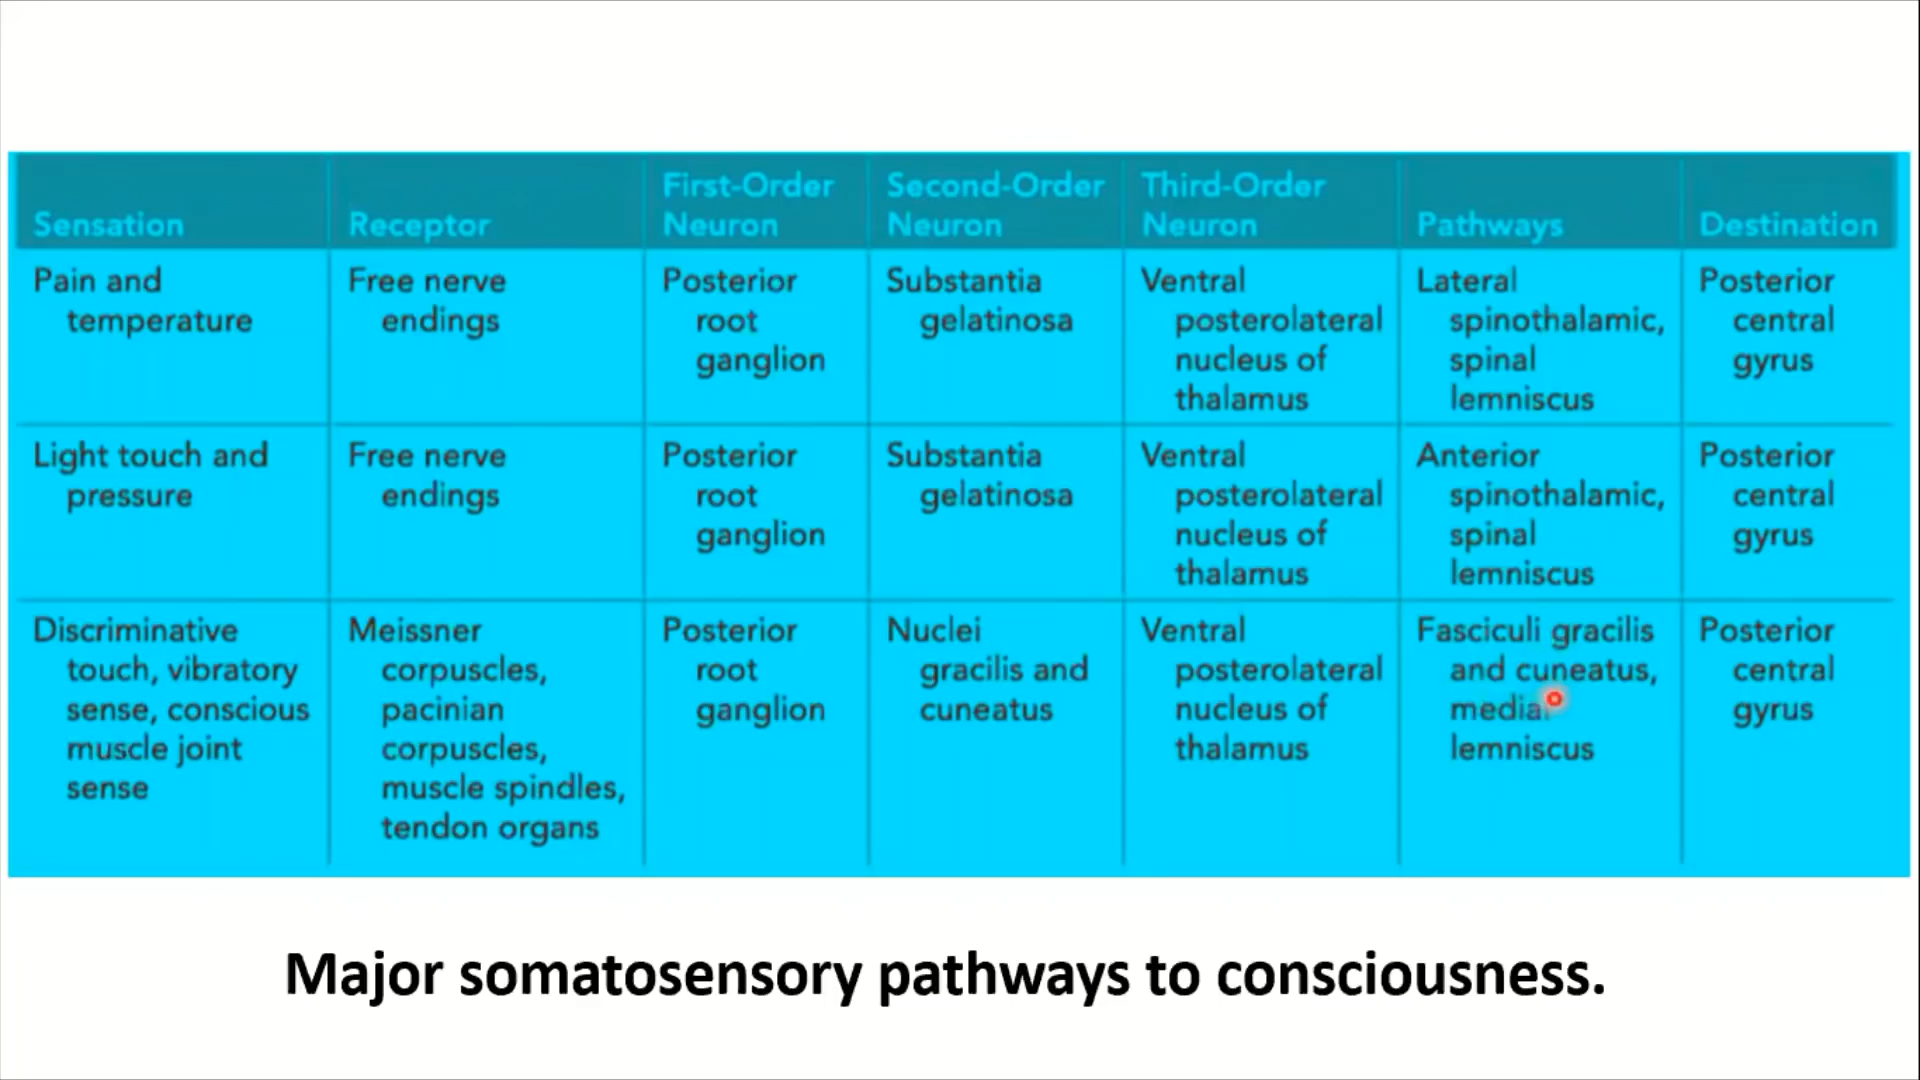 Sensation
Receptor
First-Order
Neuron
Second-Order
Neuron
Third-Order
Neuron
Pathways
Destination
Pain and
temperature
Free nerve
endings
Posterior
root
ganglion
Substantia
gelatinosa
Ventral
posterolateral
nucleus of
thalamus
Lateral
spinothalamic,
spinal
lemniscus
Posterior
central
gyrus
Light touch and
pressure
Free nerve
endings
Posterior
root
ganglion
Substantia
gelatinosa
Ventral
posterolateral
nucleus of
thalamus
Anterior
spinothalamic,
spinal
lemniscus
Posterior
central
gyrus
Discriminative
touch, vibratory
sense, conscious
muscle joint
sense
Meissner
corpuscles,
pacinian
corpuscles,
muscle spindles,
tendon organs
Posterior
root
ganglion
Nuclei
gracilis and
cuneatus
Ventral
posterolateral
nucleus of
thalamus
Fasciculi gracilis
and cuneatus,
medial
lemniscus
Posterior
central
gyrus
Major somatosensory pathways to consciousness.